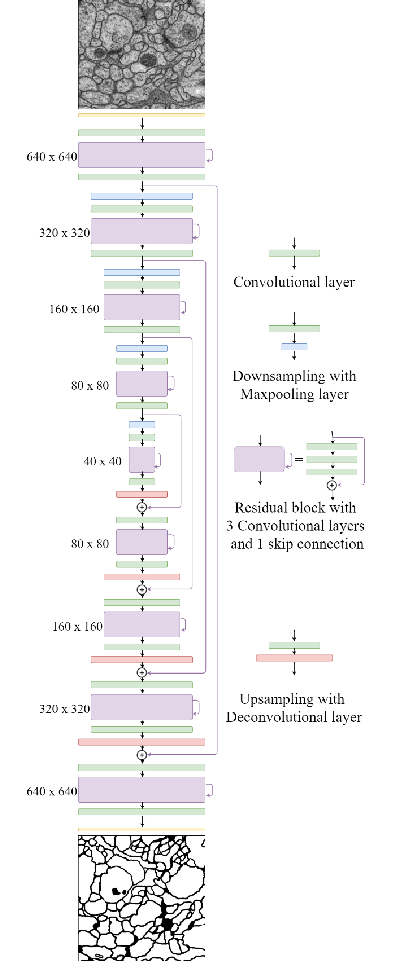 640 x 640
320 x 320
160 x 160
80 x 80
40 x 40
80 x 80
160 x 160
320 x 320
640 x 640
Convolutional layer
Downsampling with
Maxpooling layer
=
Residual block with
3 Convolutional layers
and 1 skip connection
Upsampling with
Deconvolutional layer